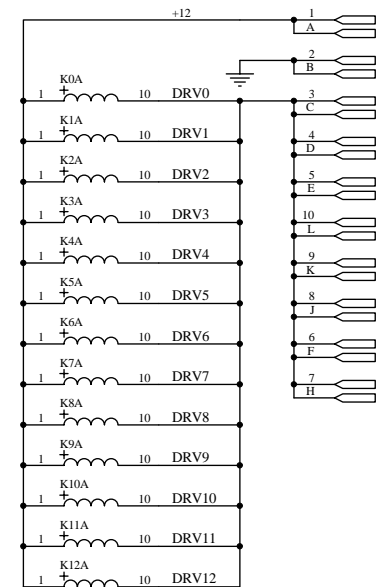 +12 1
A
2
B
K0A
+
1 10 DRV0 3
C
K1A
+
1 10 DRV1 4
D
K2A
+
1 10 DRV2 5
E
K3A
+
1 10 DRV3 10
L
K4A
+
1 10 DRV4 9
K
K5A
+
1 10 DRV5 8
J
K6A
+
1 10 DRV6 6
F
K7A
+
1 10 DRV7 7
H
K8A
+
1 10 DRV8
K9A
+
1 10 DRV9
K10A
+
1 10 DRV10
K11A
+
1 10 DRV11
K12A
+
1 10 DRV12